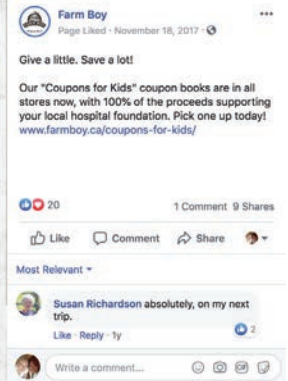 Farm Boy
Page Liked · November 18, 2017 ·
Give a little. Save a lot!
Our "Coupons for Kids" coupon books are in all
stores now, with 100% of the proceeds supporting
your local hospital foundation. Pick one up today!
www.farmboy.ca/coupons-for-kids/
20
1 Comment 9 Shares
Like Comment Share
Most Relevant
Susan Richardson absolutely, on my next
trip.
Like · Reply · 1y
2
Write a comment...
GIF